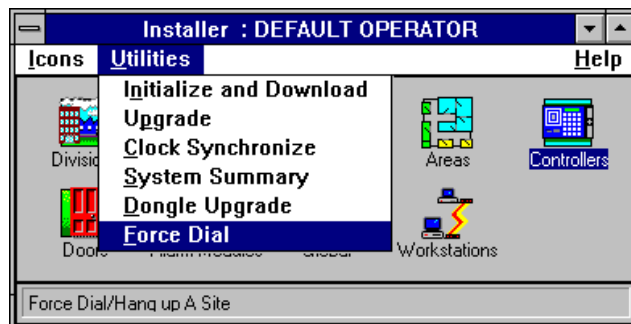 Installer : DEFAULT OPERATOR
Icons Utilities Help
Initialize and Download
Upgrade
Clock Synchronize
System Summary
Dongle Upgrade
Force Dial
Areas Controllers
Workstations
Force Dial/Hang up A Site